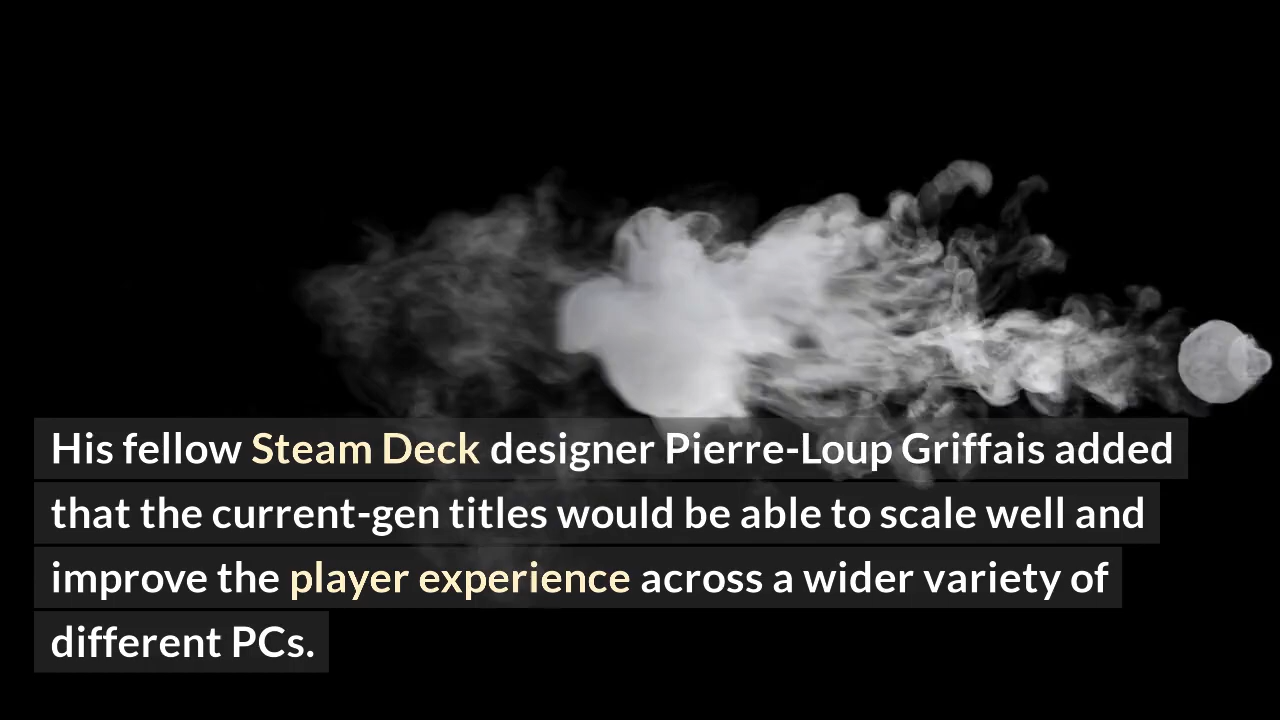 His fellow Steam Deck designer Pierre-Loup Griffais added
that the current-gen titles would be able to scale well and
improve the player experience across a wider variety of
different PCs.